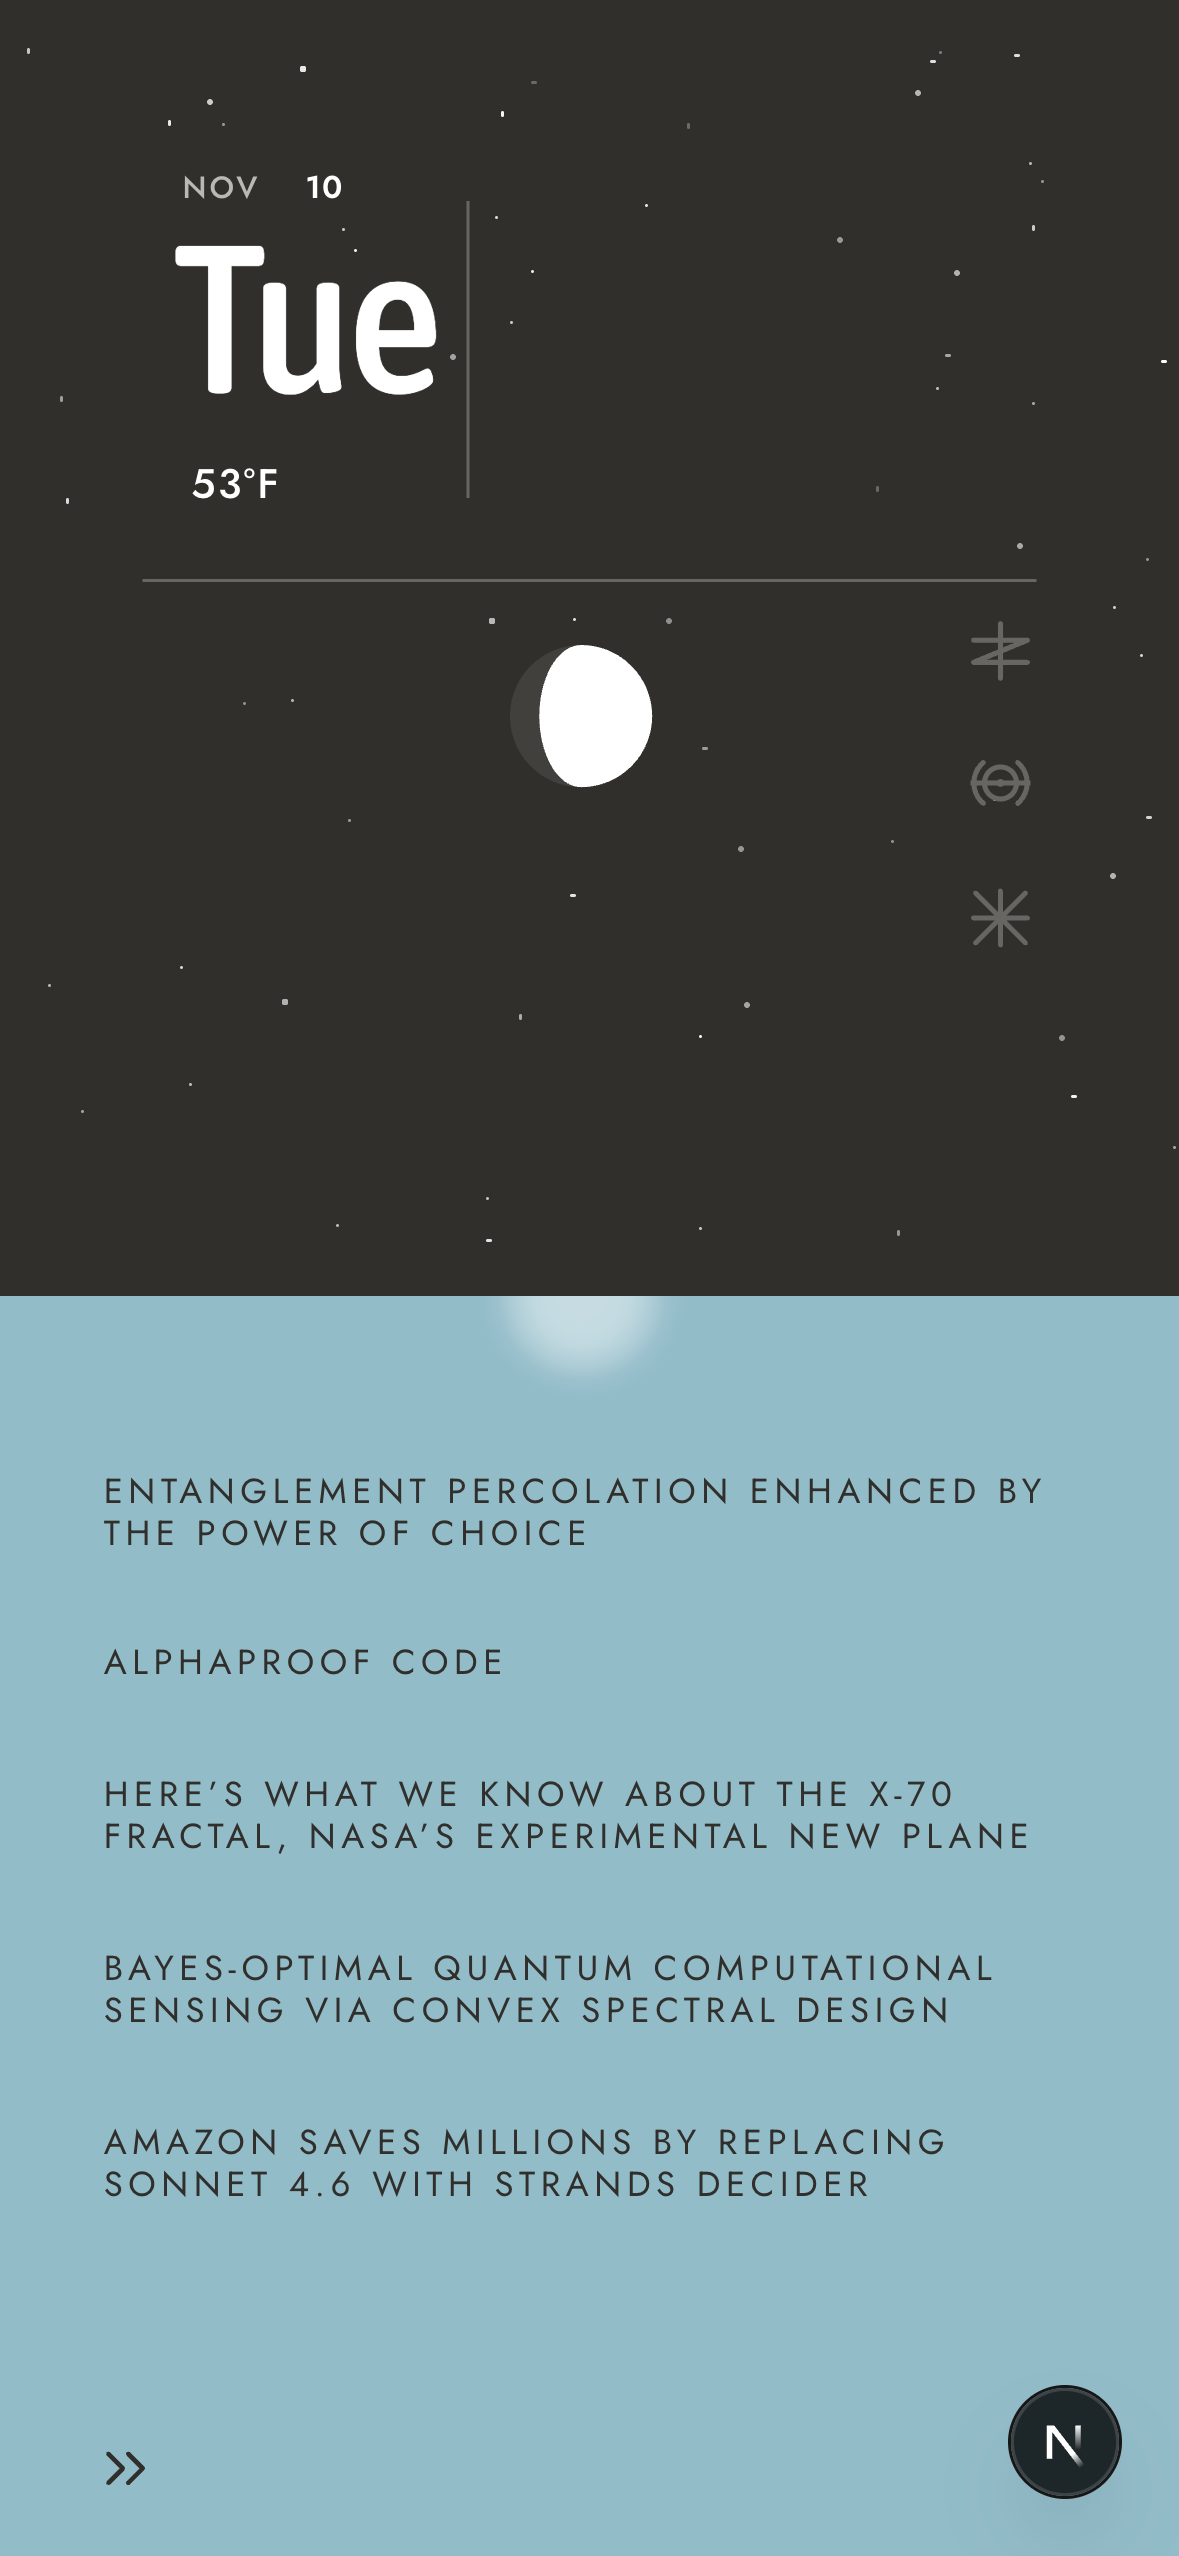 NOV 10
Tue
53°F
ENTANGLEMENT PERCOLATION ENHANCED BY
THE POWER OF CHOICE
ALPHAPROOF CODE
HERE’S WHAT WE KNOW ABOUT THE X-70
FRACTAL, NASA’S EXPERIMENTAL NEW PLANE
BAYES-OPTIMAL QUANTUM COMPUTATIONAL
SENSING VIA CONVEX SPECTRAL DESIGN
AMAZON SAVES MILLIONS BY REPLACING
SONNET 4.6 WITH STRANDS DECIDER
N